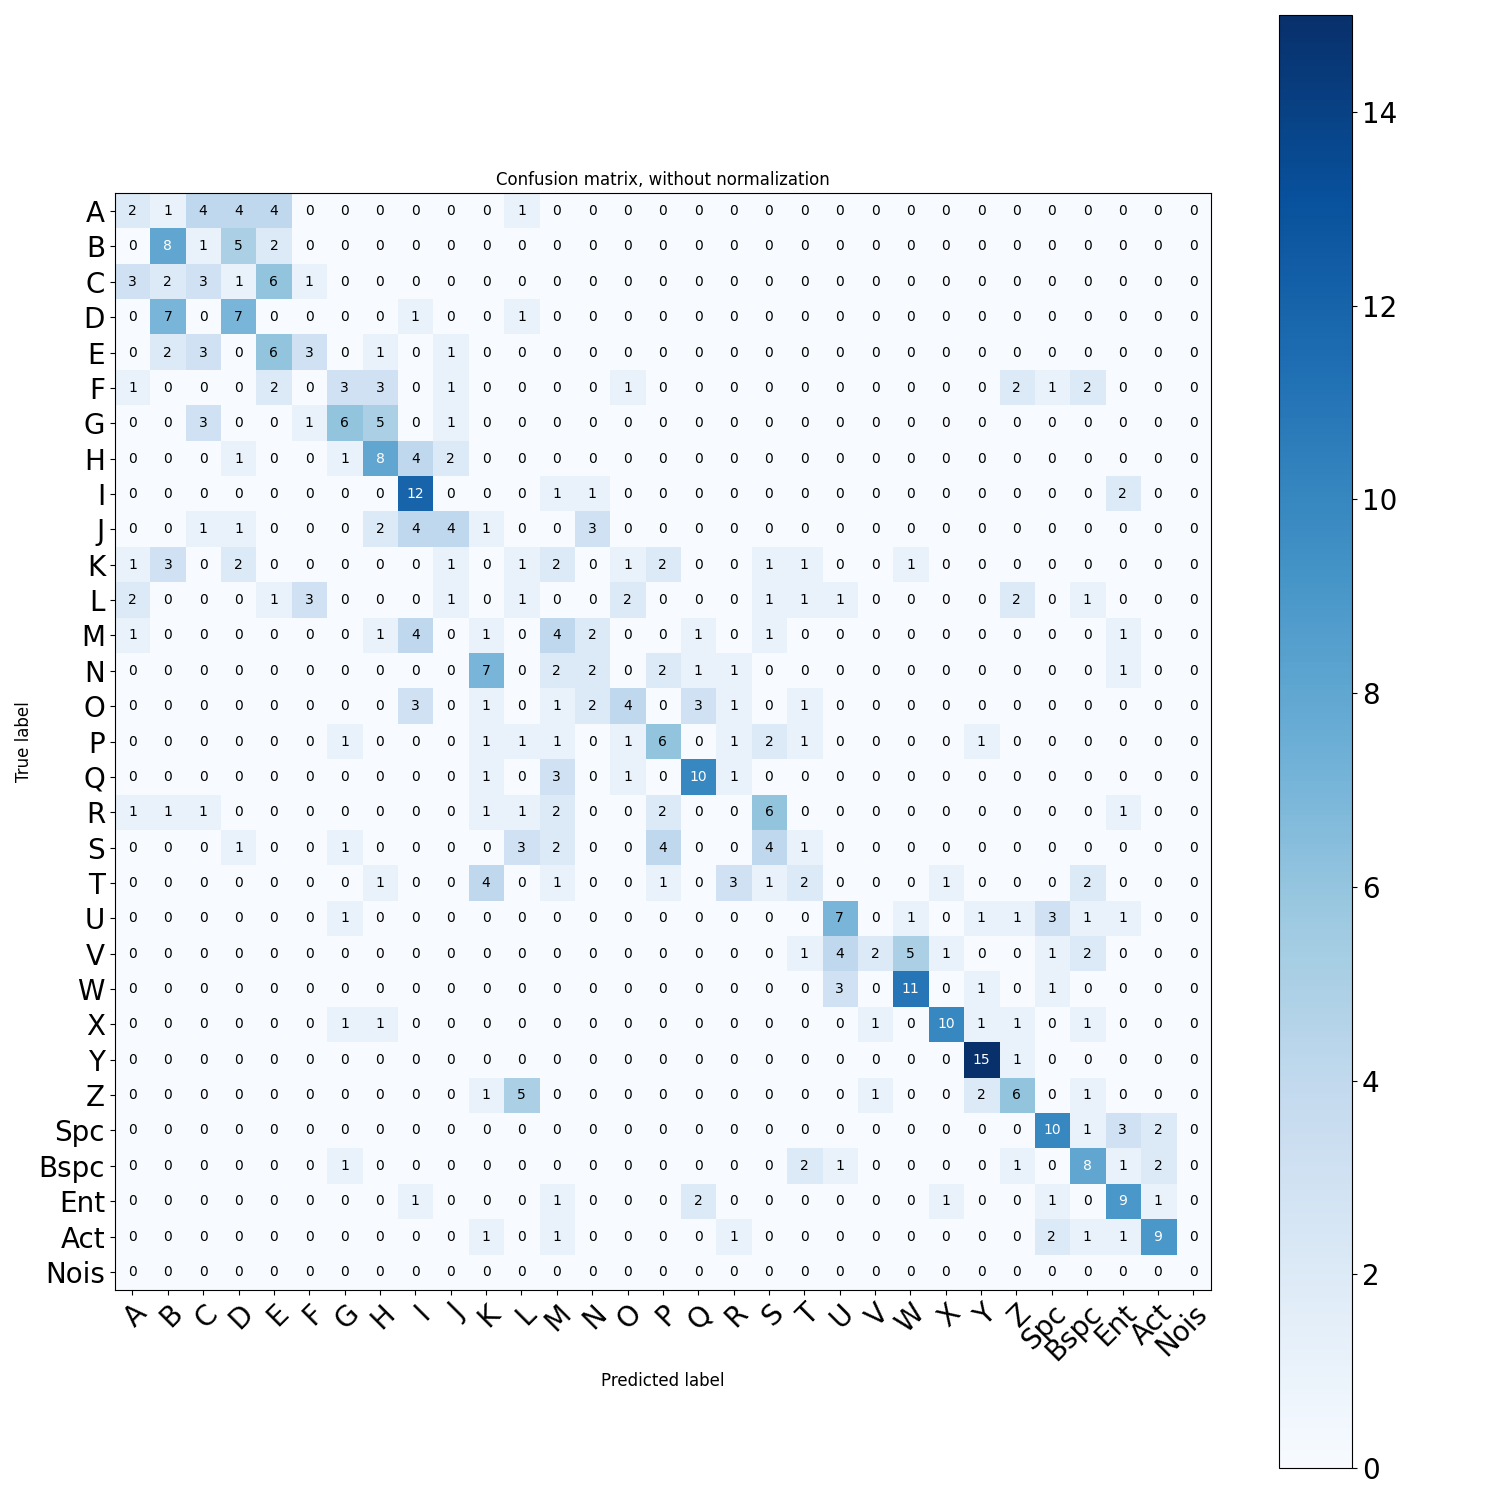 Confusion matrix, without normalization
A 2 1 4 4 4 0 0 0 0 0 0 1 0 0 0 0 0 0 0 0 0 0 0 0 0 0 0 0 0 0 0
B 0 8 1 5 2 0 0 0 0 0 0 0 0 0 0 0 0 0 0 0 0 0 0 0 0 0 0 0 0 0 0
C 3 2 3 1 6 1 0 0 0 0 0 0 0 0 0 0 0 0 0 0 0 0 0 0 0 0 0 0 0 0 0
D 0 7 0 7 0 0 0 0 1 0 0 1 0 0 0 0 0 0 0 0 0 0 0 0 0 0 0 0 0 0 0
E 0 2 3 0 6 3 0 1 0 1 0 0 0 0 0 0 0 0 0 0 0 0 0 0 0 0 0 0 0 0 0
F 1 0 0 0 2 0 3 3 0 1 0 0 0 0 1 0 0 0 0 0 0 0 0 0 0 2 1 2 0 0 0
G 0 0 3 0 0 1 6 5 0 1 0 0 0 0 0 0 0 0 0 0 0 0 0 0 0 0 0 0 0 0 0
H 0 0 0 1 0 0 1 8 4 2 0 0 0 0 0 0 0 0 0 0 0 0 0 0 0 0 0 0 0 0 0
I 0 0 0 0 0 0 0 0 12 0 0 0 1 1 0 0 0 0 0 0 0 0 0 0 0 0 0 0 2 0 0
J 0 0 1 1 0 0 0 2 4 4 1 0 0 3 0 0 0 0 0 0 0 0 0 0 0 0 0 0 0 0 0
K 1 3 0 2 0 0 0 0 0 1 0 1 2 0 1 2 0 0 1 1 0 0 1 0 0 0 0 0 0 0 0
L 2 0 0 0 1 3 0 0 0 1 0 1 0 0 2 0 0 0 1 1 1 0 0 0 0 2 0 1 0 0 0
M 1 0 0 0 0 0 0 1 4 0 1 0 4 2 0 0 1 0 1 0 0 0 0 0 0 0 0 0 1 0 0
N 0 0 0 0 0 0 0 0 0 0 7 0 2 2 0 2 1 1 0 0 0 0 0 0 0 0 0 0 1 0 0
O 0 0 0 0 0 0 0 0 3 0 1 0 1 2 4 0 3 1 0 1 0 0 0 0 0 0 0 0 0 0 0
P 0 0 0 0 0 0 1 0 0 0 1 1 1 0 1 6 0 1 2 1 0 0 0 0 1 0 0 0 0 0 0
Q 0 0 0 0 0 0 0 0 0 0 1 0 3 0 1 0 10 1 0 0 0 0 0 0 0 0 0 0 0 0 0
R 1 1 1 0 0 0 0 0 0 0 1 1 2 0 0 2 0 0 6 0 0 0 0 0 0 0 0 0 1 0 0
S 0 0 0 1 0 0 1 0 0 0 0 3 2 0 0 4 0 0 4 1 0 0 0 0 0 0 0 0 0 0 0
T 0 0 0 0 0 0 0 1 0 0 4 0 1 0 0 1 0 3 1 2 0 0 0 1 0 0 0 2 0 0 0
U 0 0 0 0 0 0 1 0 0 0 0 0 0 0 0 0 0 0 0 0 7 0 1 0 1 1 3 1 1 0 0
V 0 0 0 0 0 0 0 0 0 0 0 0 0 0 0 0 0 0 0 1 4 2 5 1 0 0 1 2 0 0 0
W 0 0 0 0 0 0 0 0 0 0 0 0 0 0 0 0 0 0 0 0 3 0 11 0 1 0 1 0 0 0 0
X 0 0 0 0 0 0 1 1 0 0 0 0 0 0 0 0 0 0 0 0 0 1 0 10 1 1 0 1 0 0 0
Y 0 0 0 0 0 0 0 0 0 0 0 0 0 0 0 0 0 0 0 0 0 0 0 0 15 1 0 0 0 0 0
Z 0 0 0 0 0 0 0 0 0 0 1 5 0 0 0 0 0 0 0 0 0 1 0 0 2 6 0 1 0 0 0
Spc 0 0 0 0 0 0 0 0 0 0 0 0 0 0 0 0 0 0 0 0 0 0 0 0 0 0 10 1 3 2 0
Bspc 0 0 0 0 0 0 1 0 0 0 0 0 0 0 0 0 0 0 0 2 1 0 0 0 0 1 0 8 1 2 0
Ent 0 0 0 0 0 0 0 0 1 0 0 0 1 0 0 0 2 0 0 0 0 0 0 1 0 0 1 0 9 1 0
Act 0 0 0 0 0 0 0 0 0 0 1 0 1 0 0 0 0 1 0 0 0 0 0 0 0 0 2 1 1 9 0
Nois 0 0 0 0 0 0 0 0 0 0 0 0 0 0 0 0 0 0 0 0 0 0 0 0 0 0 0 0 0 0 0
A B C D E F G H I J K L M N O P Q R S T U V W X Y Z Spc Bspc Ent Act Nois
Predicted label
True label
14
12
10
8
6
4
2
0